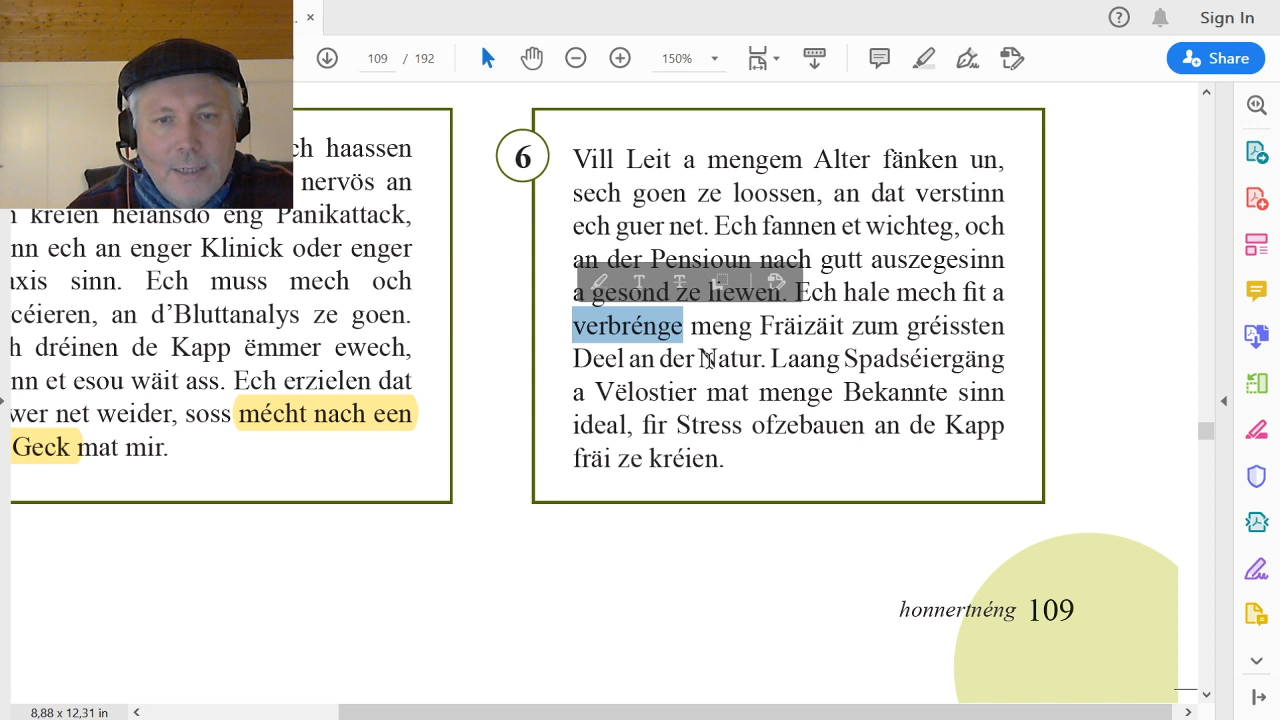 Sign In
109 / 192
150%
Share
ch haassen
nervös an
kréien heiansdo eng Panikattack,
nn ech an enger Klinick oder enger
axis sinn. Ech muss mech och
céieren, an d'Bluttanalys ze goen.
h dréinen de Kapp ëmmer ewech,
nn et esou wäit ass. Ech erzielen dat
wer net weider, soss mécht nach een
Geck mat mir.
6
Vill Leit a mengem Alter fänken un,
sech goen ze loossen, an dat verstinn
ech guer net. Ech fannen et wichteg, och
an der Pensioun nach gutt auszegesinn
a gesond ze liewen. Ech hale mech fit a
verbrénge meng Fräizäit zum gréissten
Deel an der Natur. Laang Spadséiergäng
a Vëlostier mat menge Bekannte sinn
ideal, fir Stress ofzebauen an de Kapp
fräi ze kréien.
honnertnéng 109
8,88 x 12,31 in